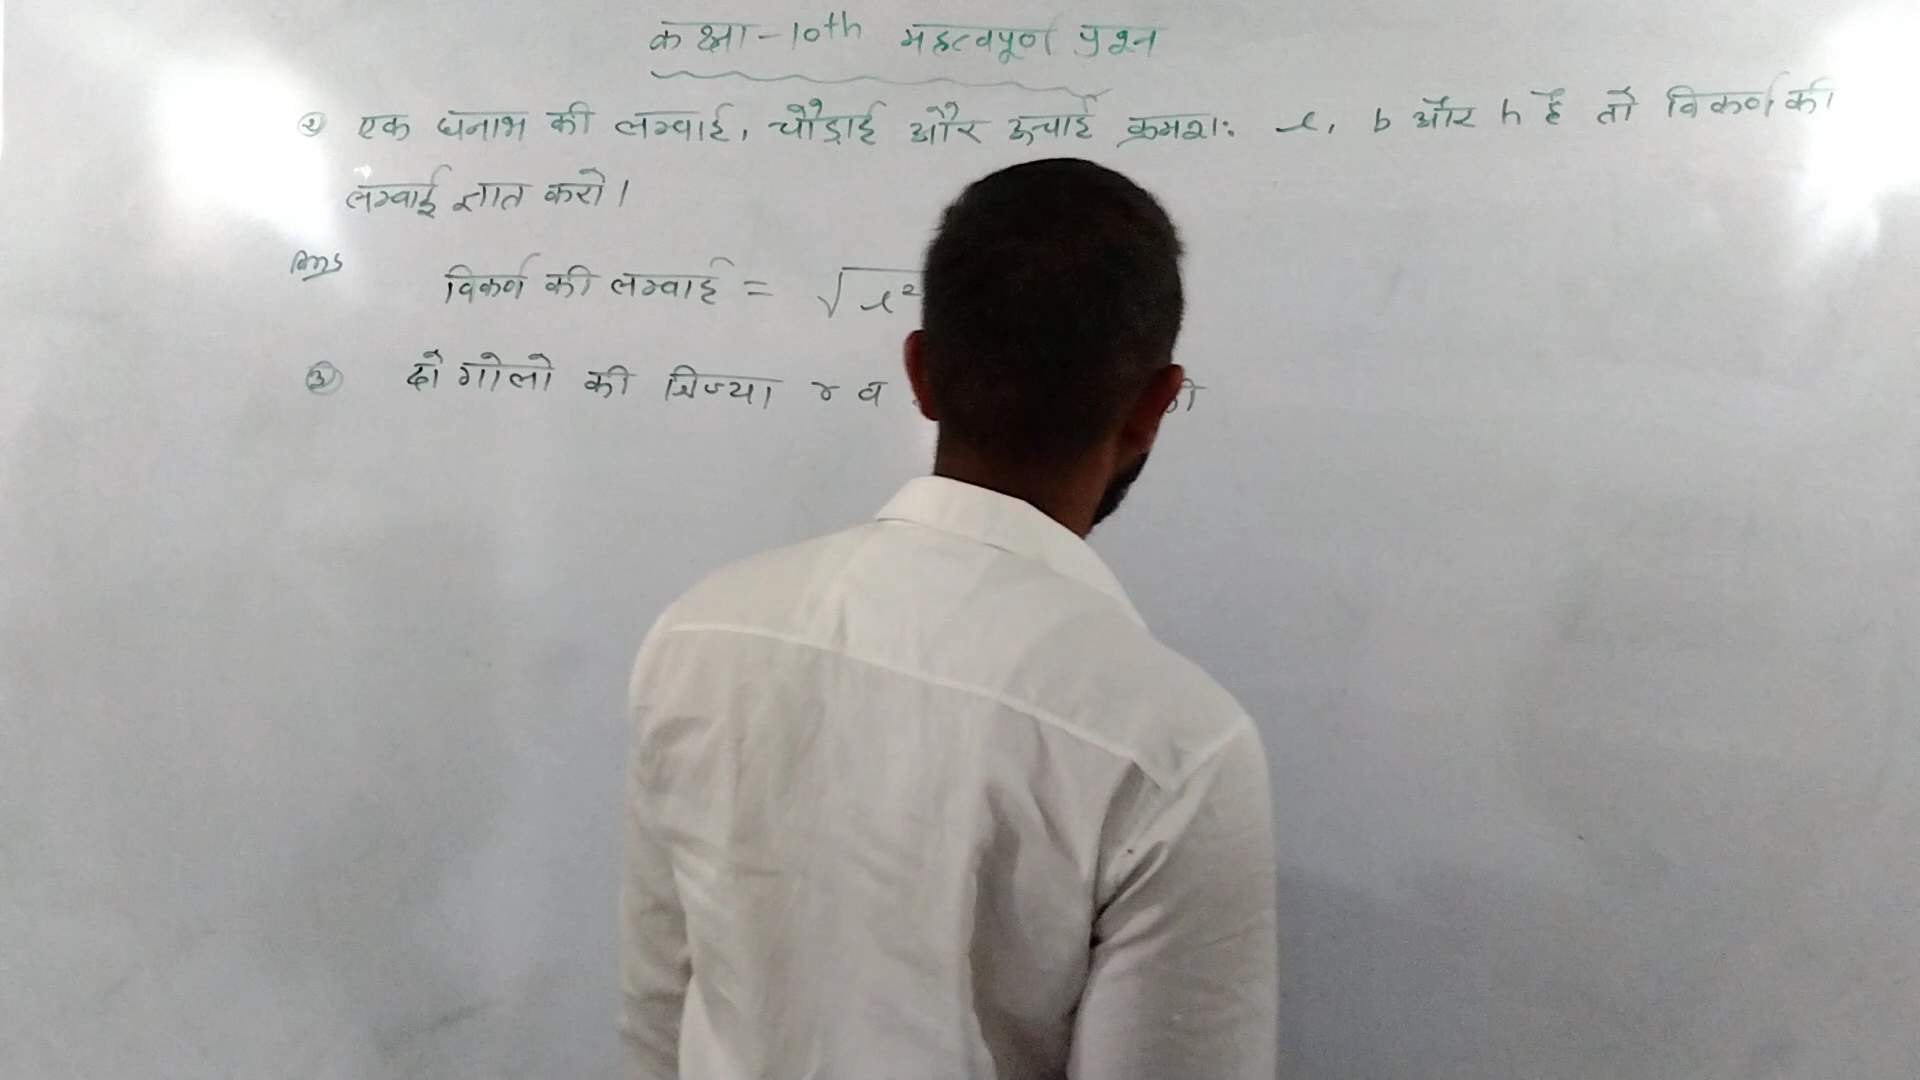 कक्षा - 10th महत्वपूर्ण प्रश्न
② एक घनाभ की लम्बाई, चौड़ाई और ऊचाई क्रमशः l, b और h है तो विकर्ण की
लम्बाई ज्ञात करो।
Ans
विकर्ण की लम्बाई = √l²
③ दो गोलो की त्रिज्या r व